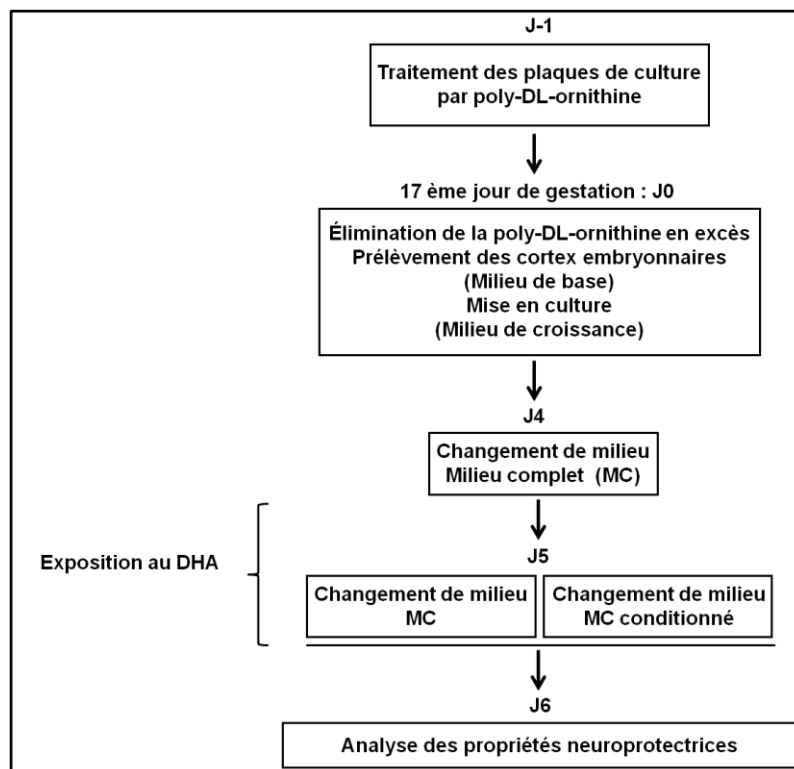 J-1
Traitement des plaques de culture
par poly-DL-ornithine
17 ème jour de gestation : J0
Élimination de la poly-DL-ornithine en excès
Prélèvement des cortex embryonnaires
(Milieu de base)
Mise en culture
(Milieu de croissance)
J4
Changement de milieu
Milieu complet (MC)
Exposition au DHA
J5
Changement de milieu
MC
Changement de milieu
MC conditionné
J6
Analyse des propriétés neuroprotectrices